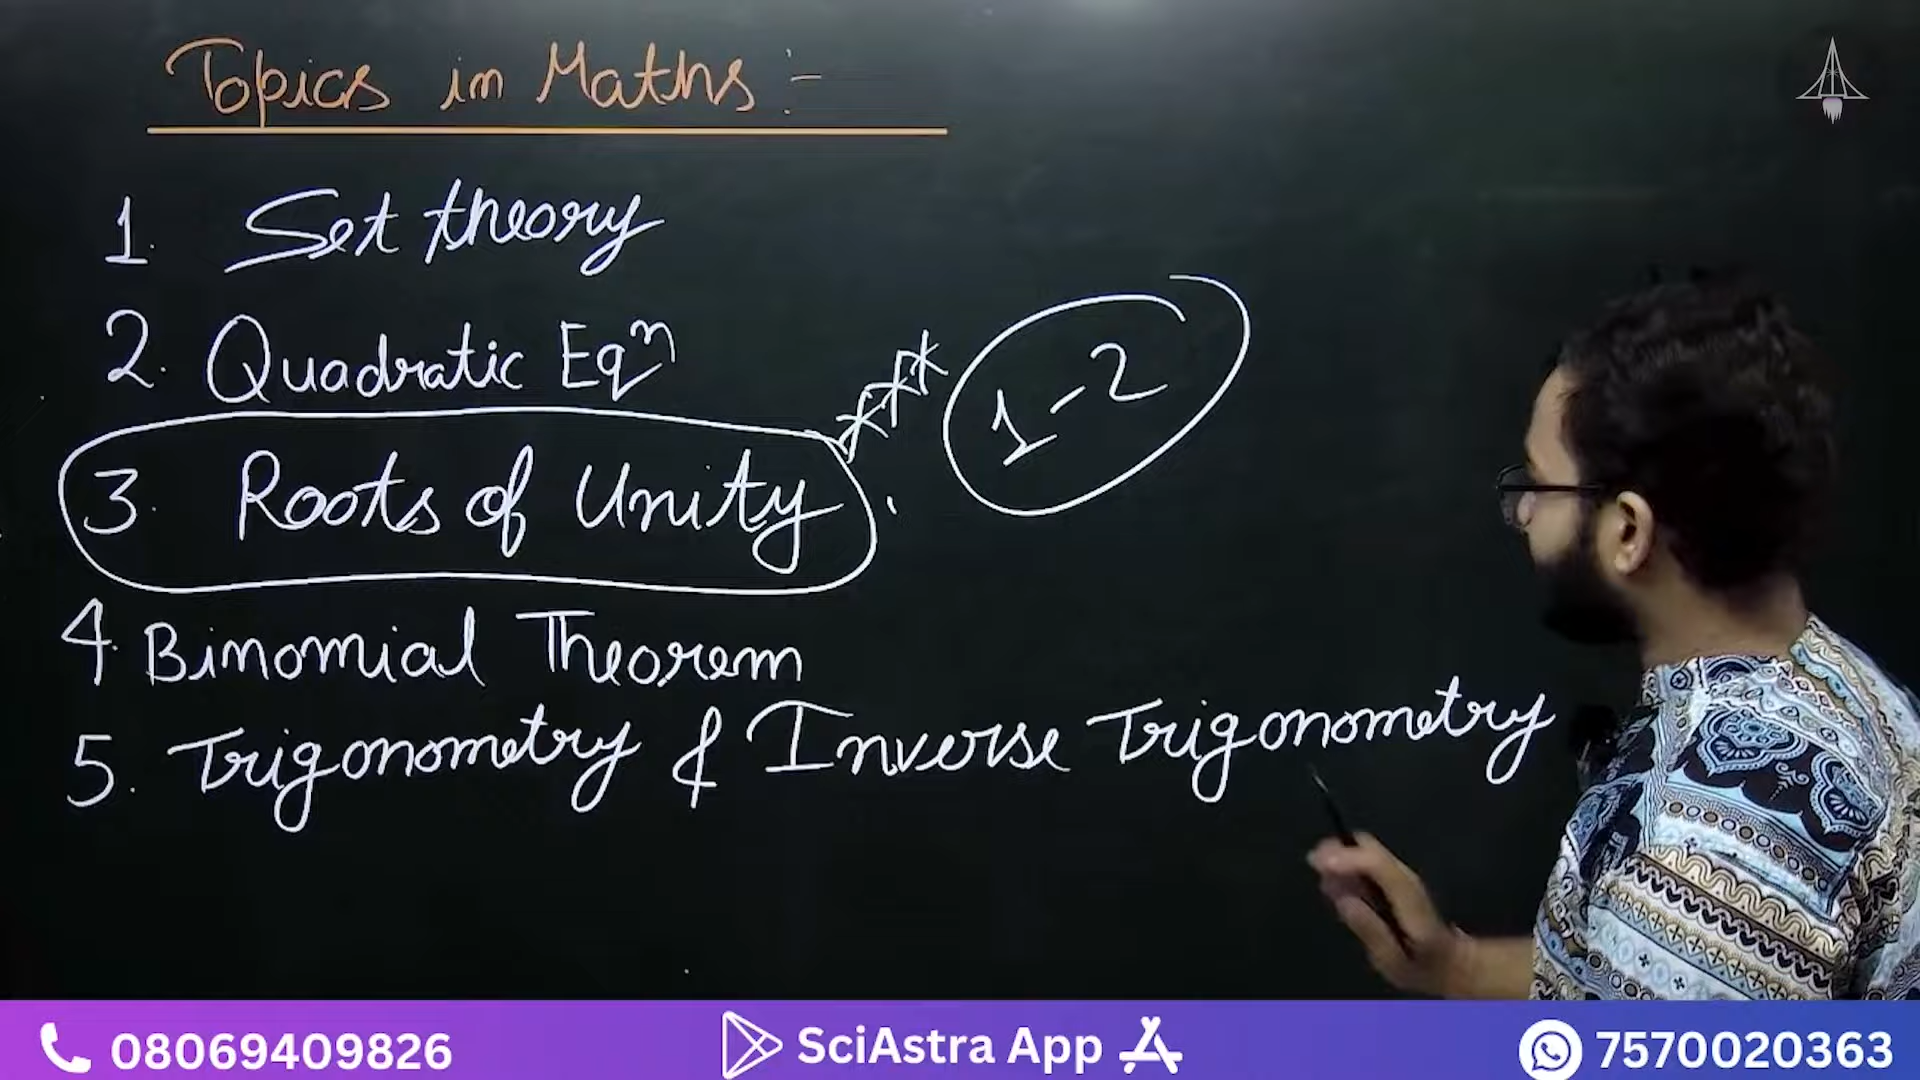 Topics in Maths :-
1. Set theory
2. Quadratic Eqⁿ
3. Roots of Unity
1-2
4. Binomial Theorem
5. Trigonometry & Inverse Trigonometry
08069409826
SciAstra App
7570020363